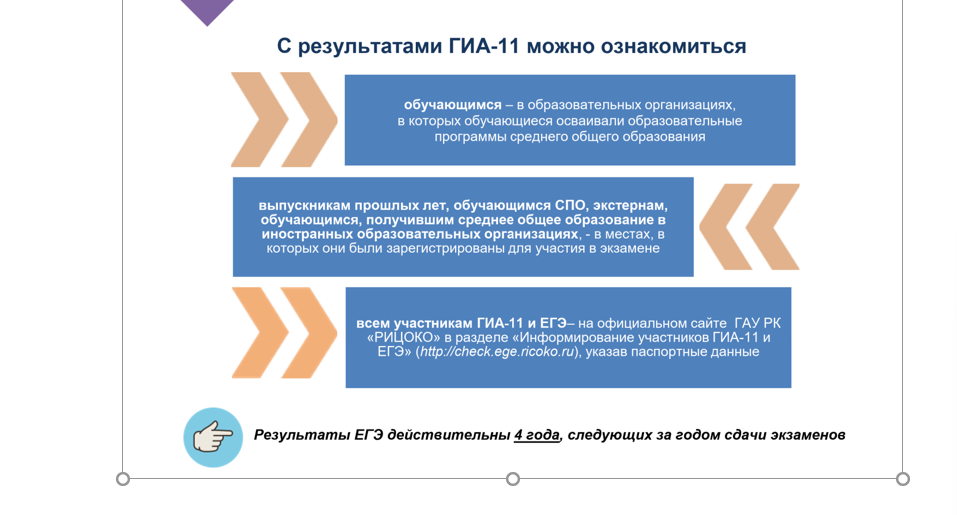 С результатами ГИА-11 можно ознакомиться
обучающимся – в образовательных организациях,
в которых обучающиеся осваивали образовательные
программы среднего общего образования
выпускникам прошлых лет, обучающимся СПО, экстернам,
обучающимся, получившим среднее общее образование в
иностранных образовательных организациях, - в местах, в
которых они были зарегистрированы для участия в экзамене
всем участникам ГИА-11 и ЕГЭ– на официальном сайте ГАУ РК
«РИЦОКО» в разделе «Информирование участников ГИА-11 и
ЕГЭ» (http://check.ege.ricoko.ru), указав паспортные данные
Результаты ЕГЭ действительны 4 года, следующих за годом сдачи экзаменов